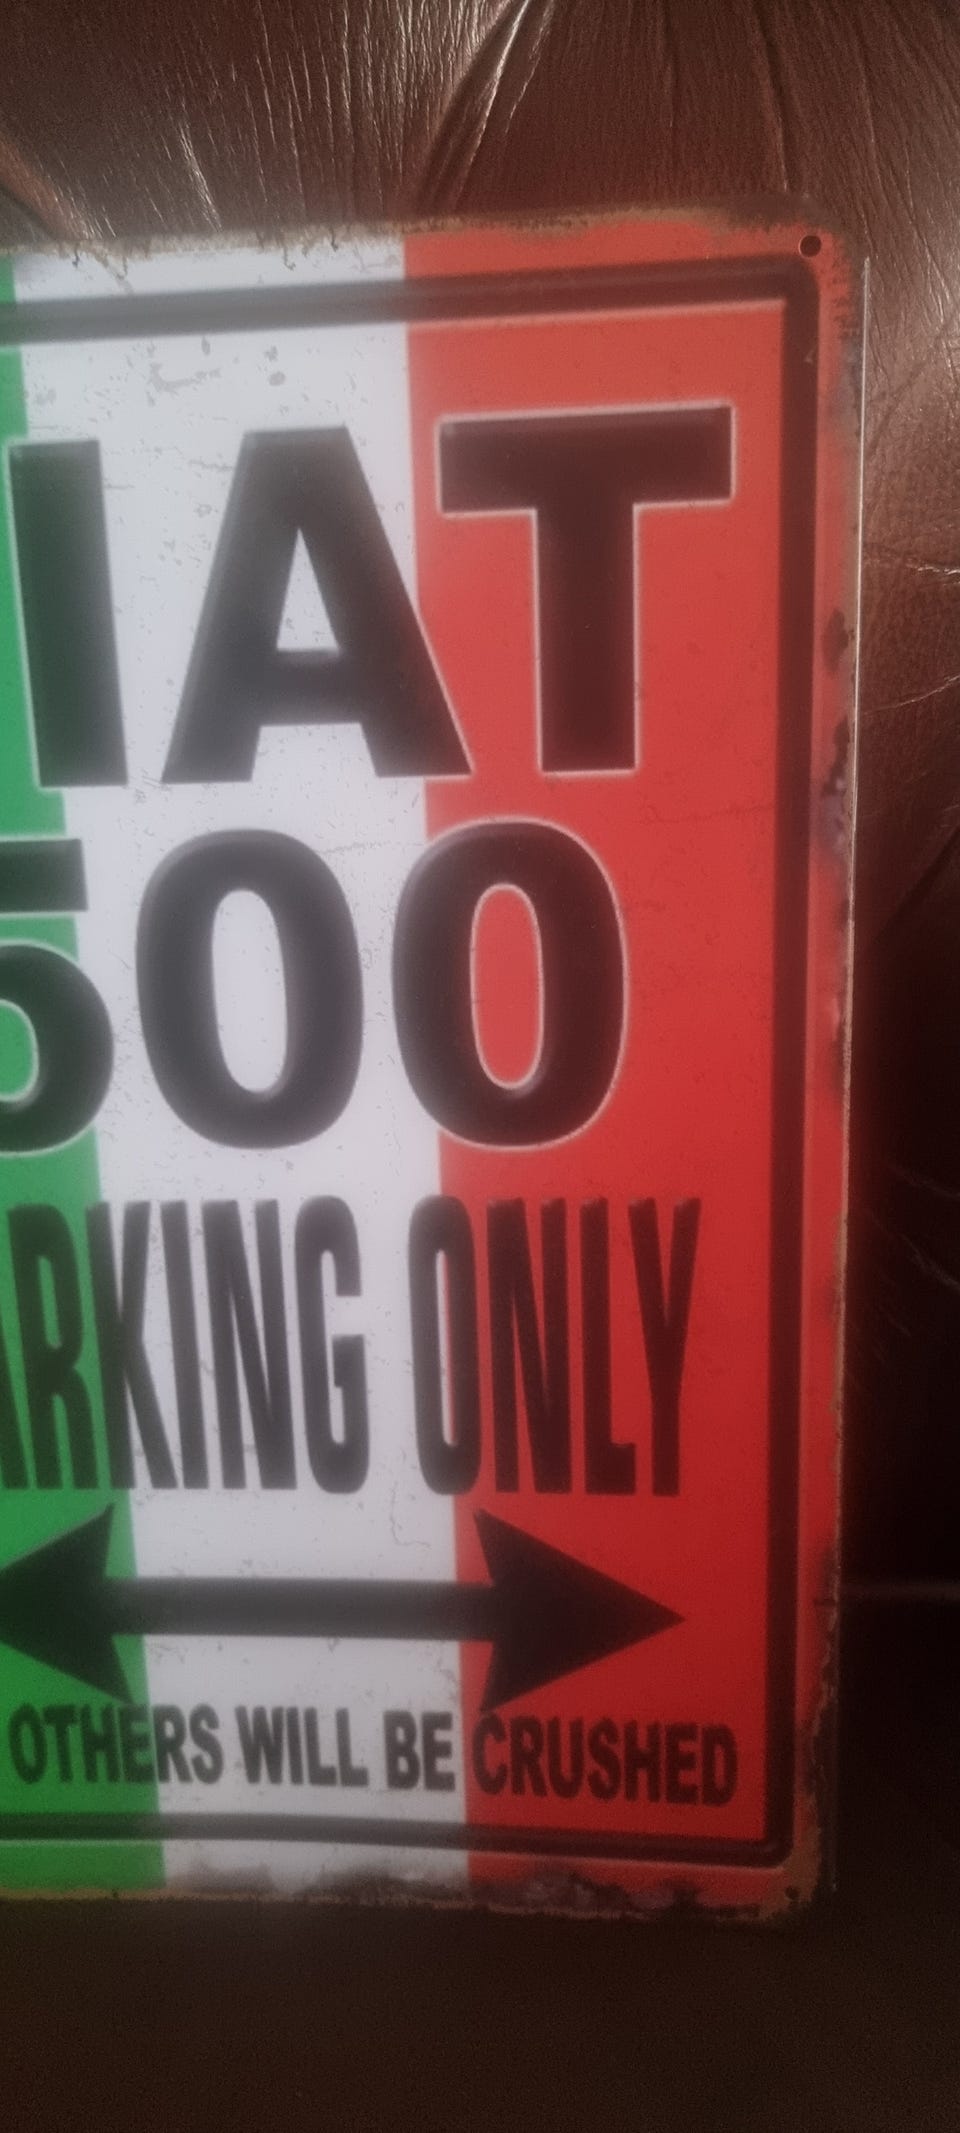 IAT
500
ARKING ONLY
OTHERS WILL BE CRUSHED